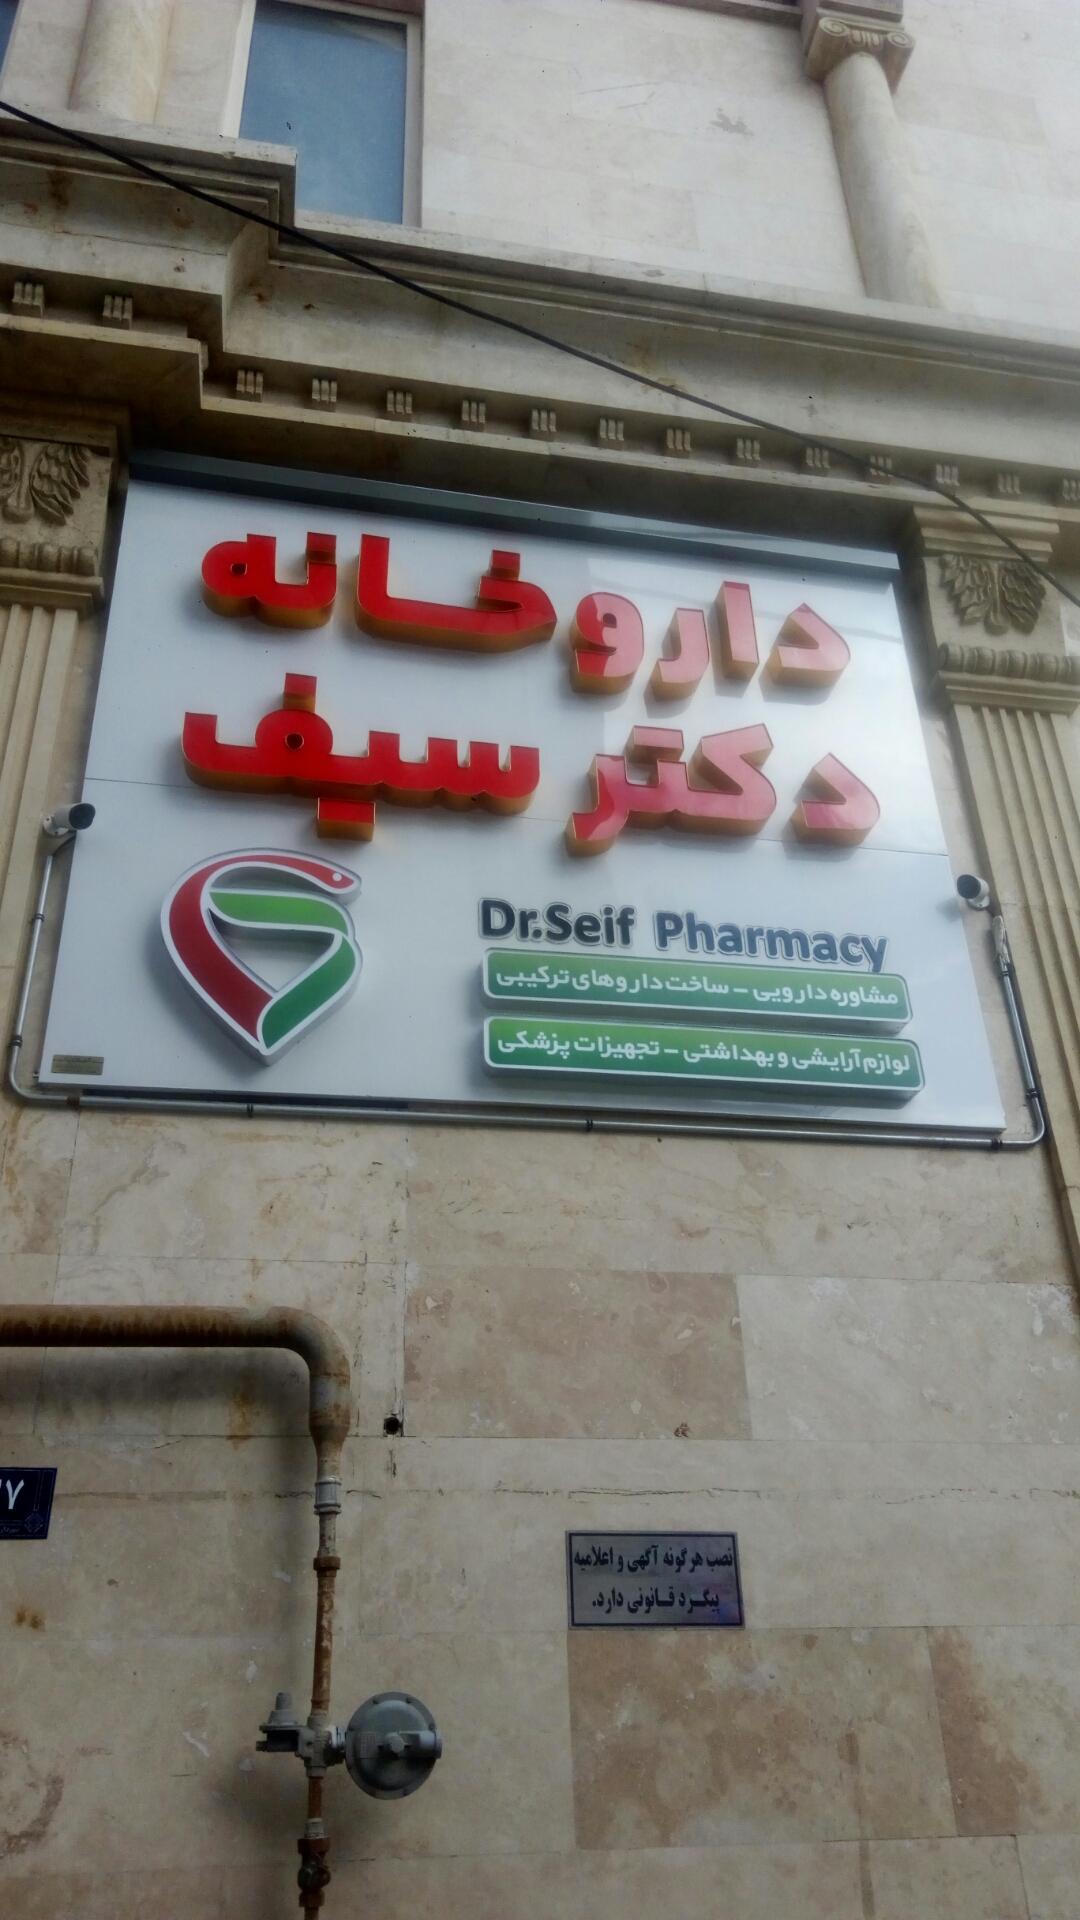 داروخانه
دکتر سیف
Dr.Seif Pharmacy
مشاوره دارویی - ساخت داروهای ترکیبی
لوازم آرایشی و بهداشتی - تجهیزات پزشکی
۷
نصب هرگونه آگهی و اعلامیه
پیگرد قانونی دارد.